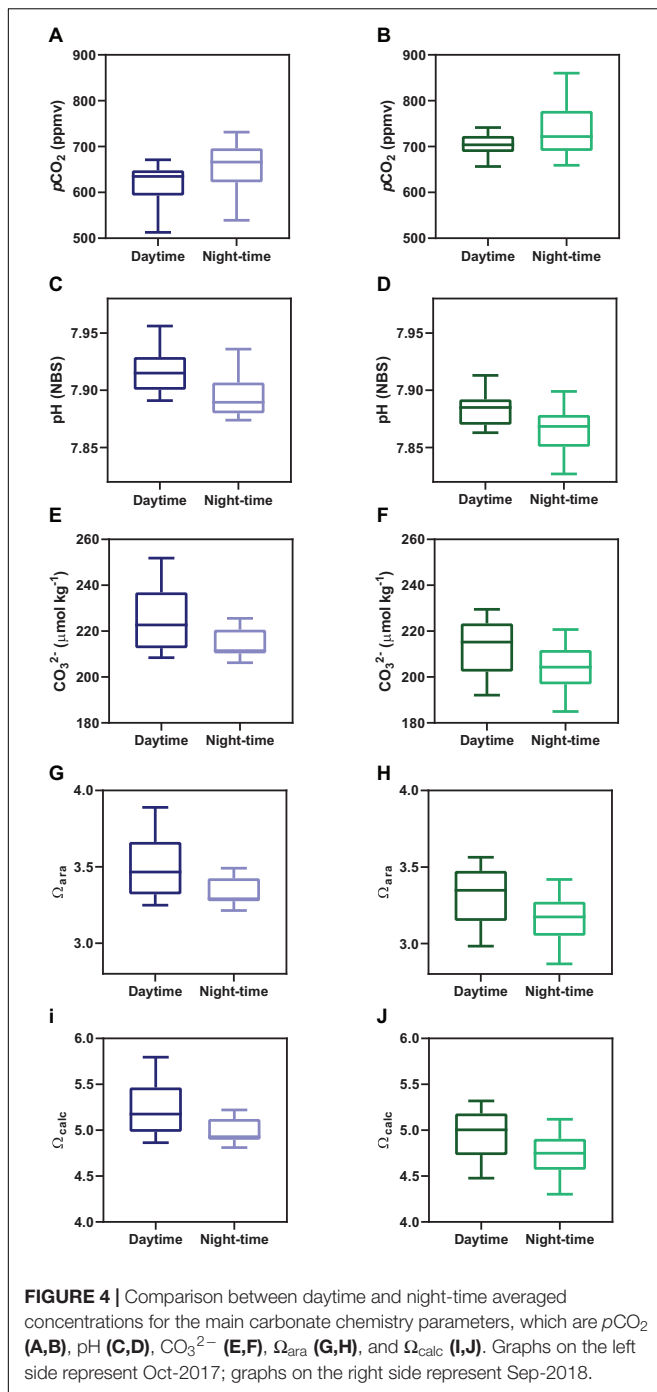 A
B
900
800
700
600
500
pCO2 (ppmv)
Daytime Night-time
900
800
700
600
500
pCO2 (ppmv)
Daytime Night-time
C
D
7.95
7.90
7.85
pH (NBS)
Daytime Night-time
7.95
7.90
7.85
pH (NBS)
Daytime Night-time
E
F
260
240
220
200
180
CO3²⁻ (μmol kg⁻¹)
Daytime Night-time
260
240
220
200
180
CO3²⁻ (μmol kg⁻¹)
Daytime Night-time
G
H
4.0
3.5
3.0
Ωara
Daytime Night-time
4.0
3.5
3.0
Ωara
Daytime Night-time
i
J
6.0
5.5
5.0
4.5
4.0
Ωcalc
Daytime Night-time
6.0
5.5
5.0
4.5
4.0
Ωcalc
Daytime Night-time
FIGURE 4 | Comparison between daytime and night-time averaged
concentrations for the main carbonate chemistry parameters, which are pCO2
(A,B), pH (C,D), CO3²⁻ (E,F), Ωara (G,H), and Ωcalc (I,J). Graphs on the left
side represent Oct-2017; graphs on the right side represent Sep-2018.